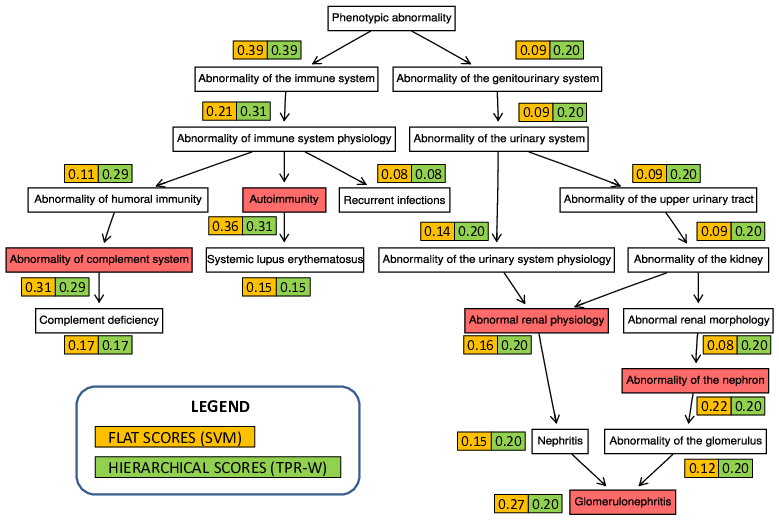 Phenotypic abnormality
0.39 0.39
0.09 0.20
Abnormality of the immune system
Abnormality of the genitourinary system
0.21 0.31
0.09 0.20
Abnormality of immune system physiology
Abnormality of the urinary system
0.11 0.29
0.08 0.08
0.09 0.20
Abnormality of humoral immunity
Autoimmunity
Recurrent infections
Abnormality of the upper urinary tract
0.36 0.31
0.14 0.20
0.09 0.20
Abnormality of complement system
Systemic lupus erythematosus
Abnormality of the urinary system physiology
Abnormality of the kidney
0.31 0.29
0.15 0.15
Complement deficiency
Abnormal renal physiology
Abnormal renal morphology
0.17 0.17
0.16 0.20
0.08 0.20
Abnormality of the nephron
0.22 0.20
LEGEND
FLAT SCORES (SVM)
HIERARCHICAL SCORES (TPR-W)
0.15 0.20
Nephritis
Abnormality of the glomerulus
0.12 0.20
0.27 0.20
Glomerulonephritis